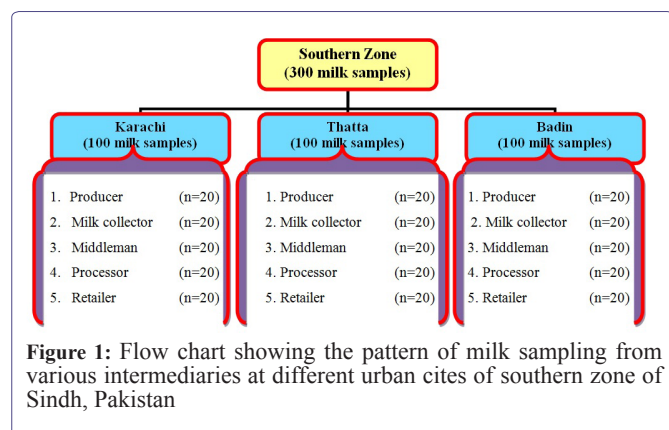 Southern Zone
(300 milk samples)
Karachi
(100 milk samples)
Thatta
(100 milk samples)
Badin
(100 milk samples)
1. Producer (n=20)
2. Milk collector (n=20)
3. Middleman (n=20)
4. Processor (n=20)
5. Retailer (n=20)
1. Producer (n=20)
2. Milk collector (n=20)
3. Middleman (n=20)
4. Processor (n=20)
5. Retailer (n=20)
1. Producer (n=20)
2. Milk collector (n=20)
3. Middleman (n=20)
4. Processor (n=20)
5. Retailer (n=20)
Figure 1: Flow chart showing the pattern of milk sampling from
various intermediaries at different urban cites of southern zone of
Sindh, Pakistan